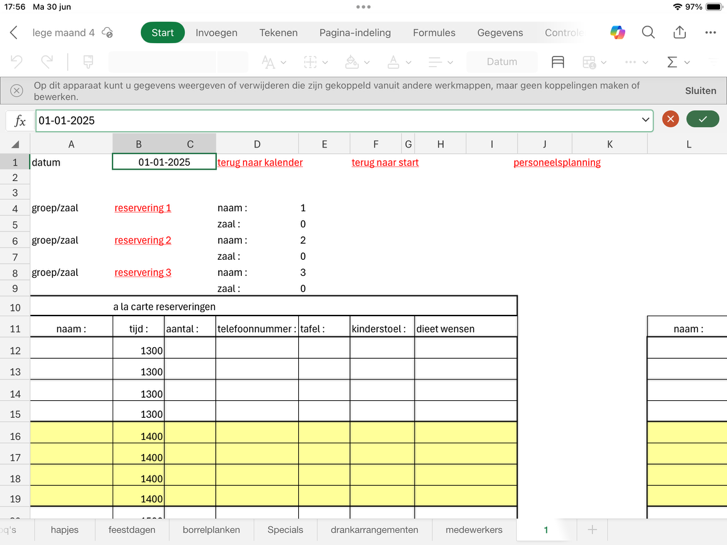 17:56 Ma 30 jun
97%
lege maand 4
Start Invoegen Tekenen Pagina-indeling Formules Gegevens Control
Datum
Op dit apparaat kunt u gegevens weergeven of verwijderen die zijn gekoppeld vanuit andere werkmappen, maar geen koppelingen maken of
bewerken.
Sluiten
fx 01-01-2025
A B C D E F G H I J K L
1 datum 01-01-2025 terug naar kalender terug naar start personeelsplanning
2
3
4 groep/zaal reservering 1 naam : 1
5 zaal : 0
6 groep/zaal reservering 2 naam : 2
7 zaal : 0
8 groep/zaal reservering 3 naam : 3
9 zaal : 0
10 a la carte reserveringen
11 naam : tijd : aantal : telefoonnummer : tafel : kinderstoel : dieet wensen naam :
12 1300
13 1300
14 1300
15 1300
16 1400
17 1400
18 1400
19 1400
q's hapjes feestdagen borrelplanken Specials drankarrangementen medewerkers 1